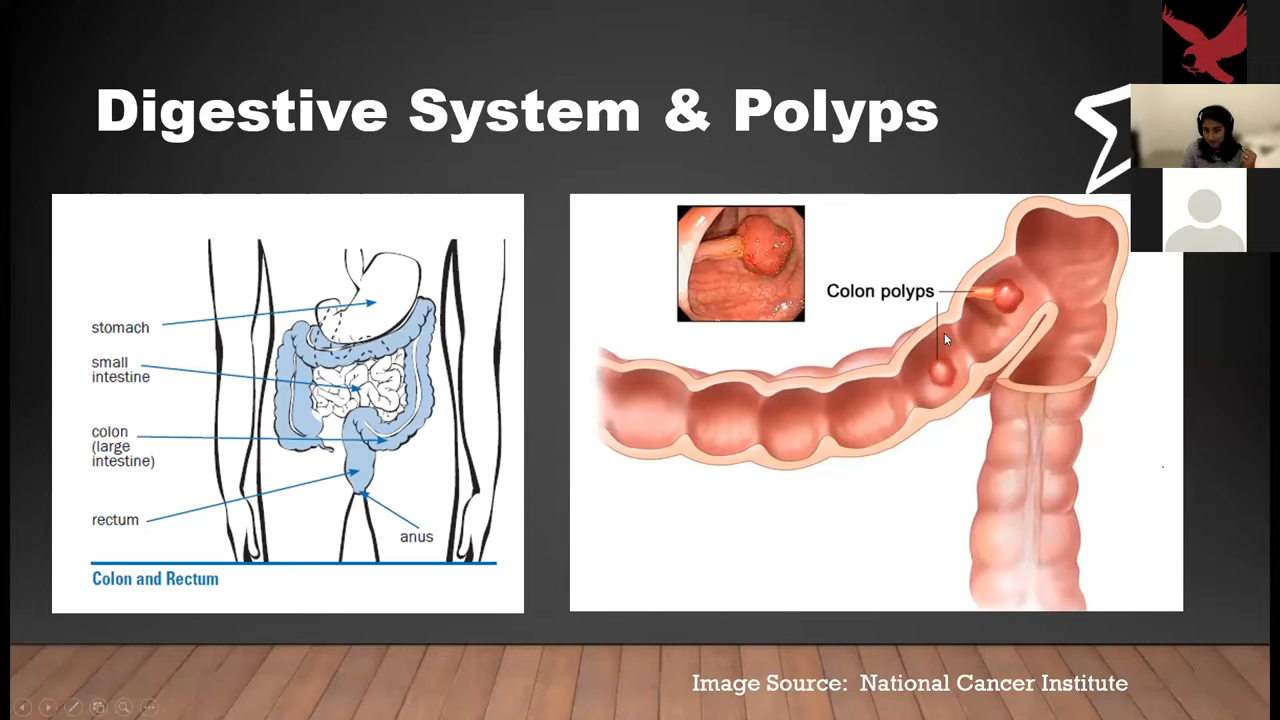 Digestive System & Polyps
stomach
small
intestine
colon
(large
intestine)
rectum
anus
Colon and Rectum
Colon polyps
Image Source: National Cancer Institute